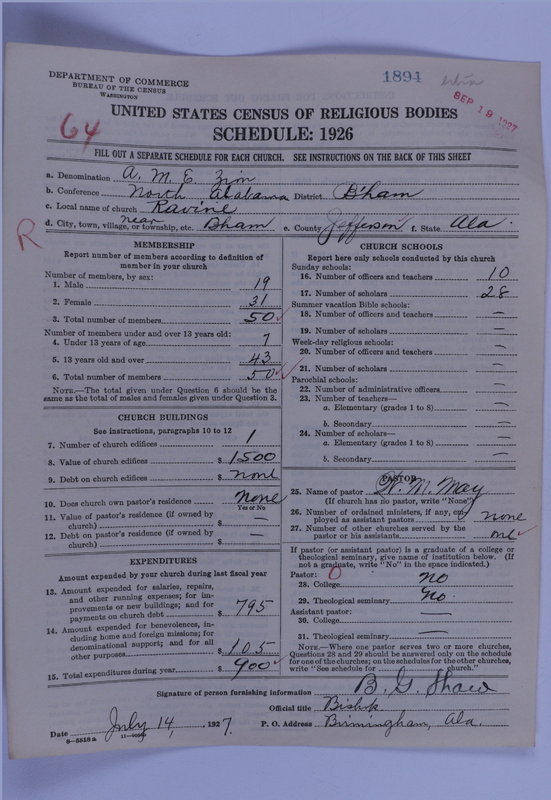 1894
DEPARTMENT OF COMMERCE
BUREAU OF THE CENSUS
WASHINGTON
SEP 19 1927
UNITED STATES CENSUS OF RELIGIOUS BODIES
64
SCHEDULE: 1926
FILL OUT A SEPARATE SCHEDULE FOR EACH CHURCH. SEE INSTRUCTIONS ON THE BACK OF THIS SHEET
a. Denomination A. M. E. Zion
b. Conference North Alabama District B'ham
c. Local name of church Ravine
R
d. City, town, village, or township, etc. near Bham e. County Jefferson f. State Ala.
MEMBERSHIP
Report number of members according to definition of member in your church
Number of members, by sex:
1. Male 19
2. Female 31
3. Total number of members 50
Number of members under and over 13 years old:
4. Under 13 years of age 7
5. 13 years old and over 43
6. Total number of members 50
NOTE.—The total given under Question 6 should be the
same as the total of males and females given under Question 3.
CHURCH BUILDINGS
See instructions, paragraphs 10 to 12
7. Number of church edifices 1
8. Value of church edifices $ 1500
9. Debt on church edifices $ none
10. Does church own pastor's residence None
Yes or No
11. Value of pastor's residence (if owned by
church) $ —
12. Debt on pastor's residence (if owned by
church) $ —
EXPENDITURES
Amount expended by your church during last fiscal year
13. Amount expended for salaries, repairs,
and other running expenses; for im-
provements or new buildings; and for
payments on church debt $ 795
14. Amount expended for benevolences, in-
cluding home and foreign missions; for
denominational support; and for all
other purposes $ 105
15. Total expenditures during year $ 900
CHURCH SCHOOLS
Report here only schools conducted by this church
Sunday schools:
16. Number of officers and teachers 10
17. Number of scholars 28
Summer vacation Bible schools:
18. Number of officers and teachers —
19. Number of scholars —
Week-day religious schools:
20. Number of officers and teachers —
21. Number of scholars —
Parochial schools:
22. Number of administrative officers —
23. Number of teachers—
a. Elementary (grades 1 to 8) —
b. Secondary —
24. Number of scholars—
a. Elementary (grades 1 to 8) —
b. Secondary —
PASTOR
25. Name of pastor H. M. May
(If church has no pastor, write "None")
26. Number of ordained ministers, if any, em-
ployed as assistant pastors none
27. Number of other churches served by the
pastor or his assistants one
If pastor (or assistant pastor) is a graduate of a college or
theological seminary, give name of institution below. (If
not a graduate, write "No" in the space indicated.)
Pastor: 0
28. College no
29. Theological seminary no.
Assistant pastor:
30. College —
31. Theological seminary —
NOTE.—Where one pastor serves two or more churches,
Questions 28 and 29 should be answered only on the schedule
for one of the churches; on the schedules for the other churches,
write "See schedule for church."
Signature of person furnishing information B. G. Shaw
Official title Bishop
Date July 14, 1927. P. O. Address Birmingham, Ala.
8—5818a